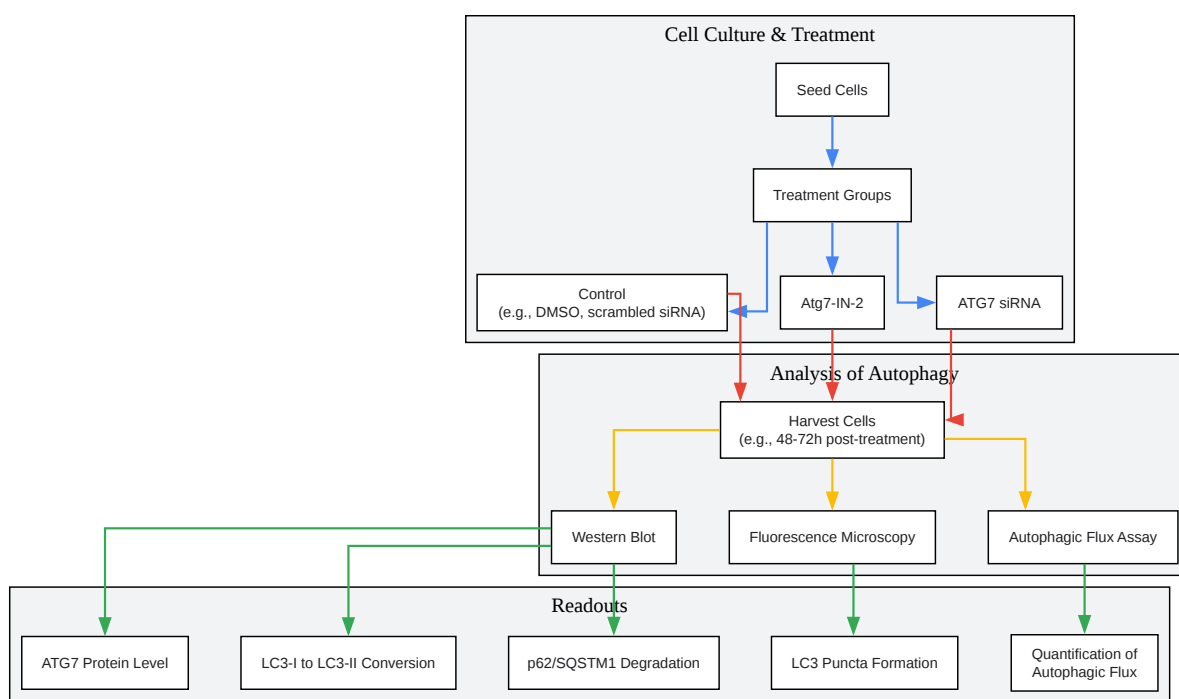 Cell Culture & Treatment
Seed Cells
Treatment Groups
Control
(e.g., DMSO, scrambled siRNA)
Atg7-IN-2
ATG7 siRNA
Analysis of Autophagy
Harvest Cells
(e.g., 48-72h post-treatment)
Western Blot
Fluorescence Microscopy
Autophagic Flux Assay
Readouts
ATG7 Protein Level
LC3-I to LC3-II Conversion
p62/SQSTM1 Degradation
LC3 Puncta Formation
Quantification of
Autophagic Flux